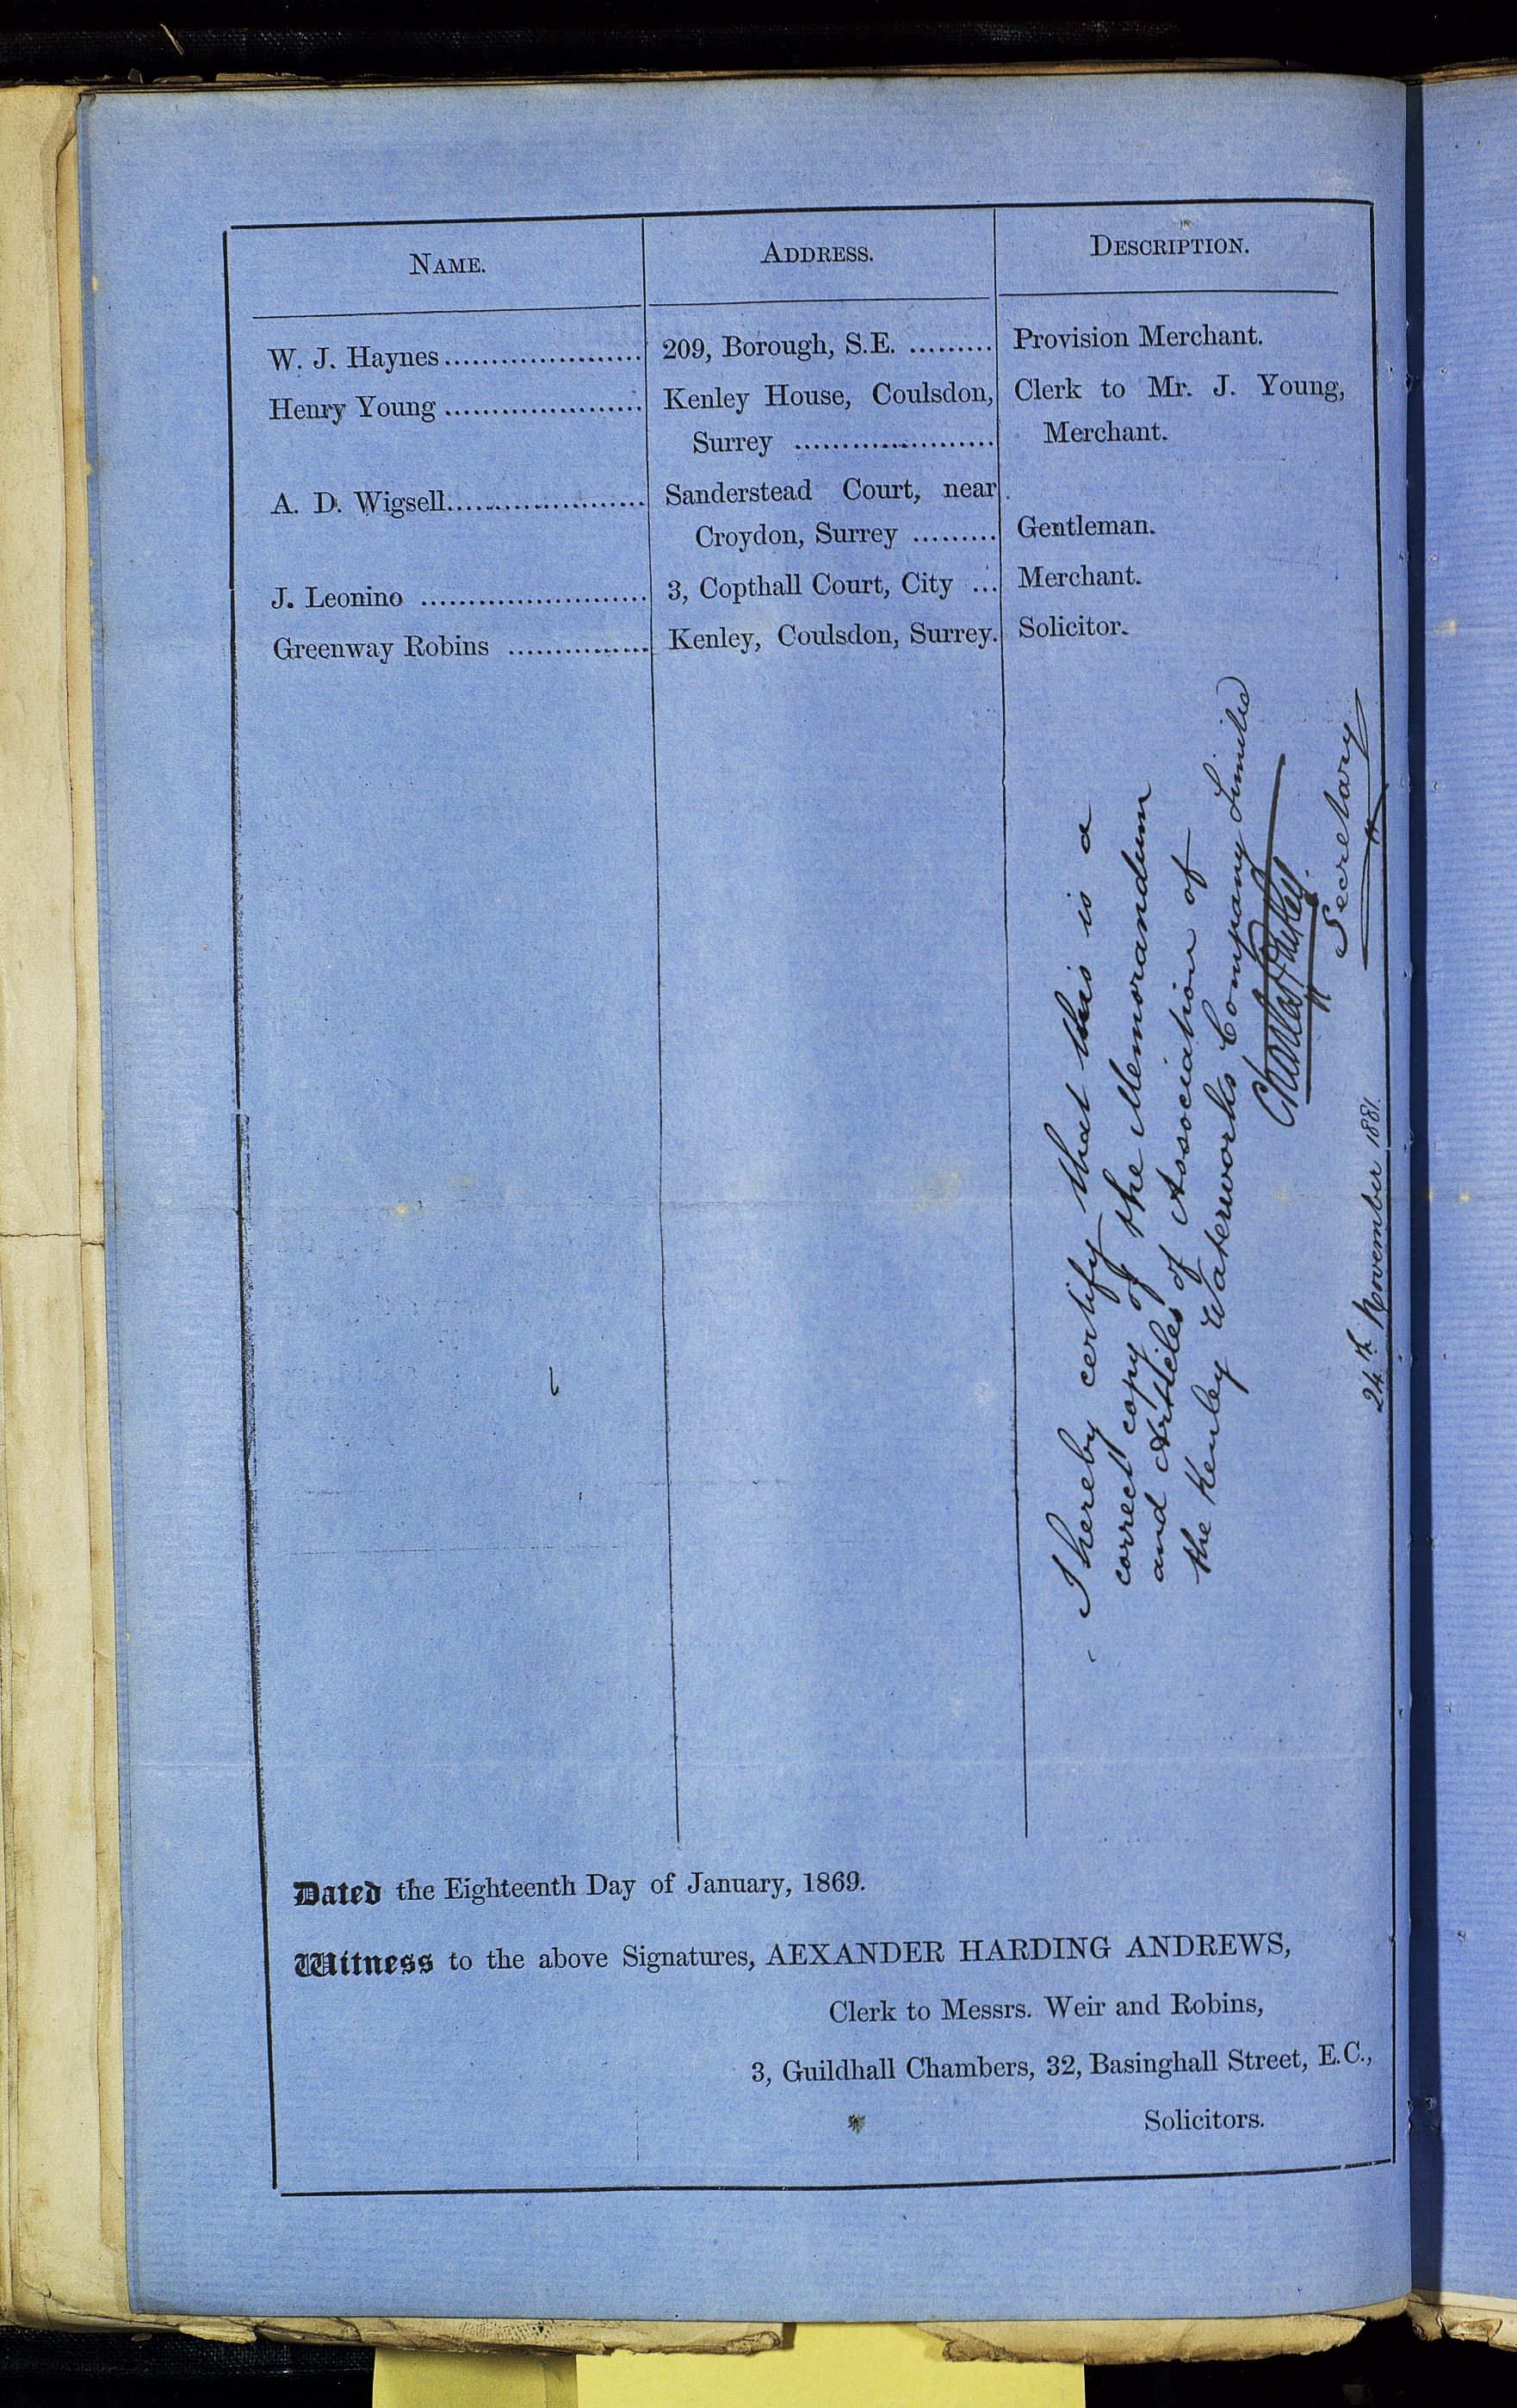 NAME. ADDRESS. DESCRIPTION.
W. J. Haynes..................... 209, Borough, S.E. ......... Provision Merchant.
Henry Young ..................... Kenley House, Coulsdon, Clerk to Mr. J. Young,
Surrey ..................... Merchant.
A. D. Wigsell..................... Sanderstead Court, near
Croydon, Surrey ......... Gentleman.
J. Leonino ........................ 3, Copthall Court, City ... Merchant.
Greenway Robins ............... Kenley, Coulsdon, Surrey. Solicitor.
I hereby certify that this is a
correct copy of the Memorandum
and Articles of Association of
the Kenley Waterworks Company Limited
Charles
Secretary
24th November 1881.
Dated the Eighteenth Day of January, 1869.
Witness to the above Signatures, AEXANDER HARDING ANDREWS,
Clerk to Messrs. Weir and Robins,
3, Guildhall Chambers, 32, Basinghall Street, E.C.,
Solicitors.